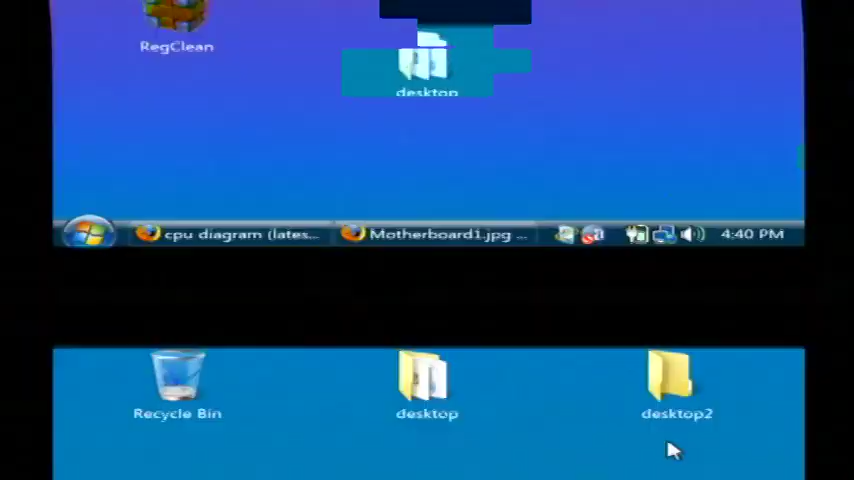 RegClean
desktop
cpu diagram (lates... Motherboard1.jpg ... 4:40 PM
Recycle Bin desktop desktop2